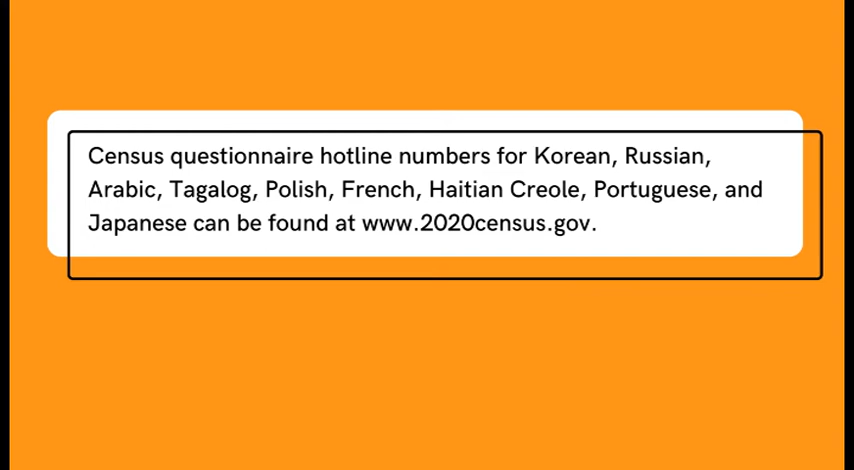 Census questionnaire hotline numbers for Korean, Russian,
Arabic, Tagalog, Polish, French, Haitian Creole, Portuguese, and
Japanese can be found at www.2020census.gov.